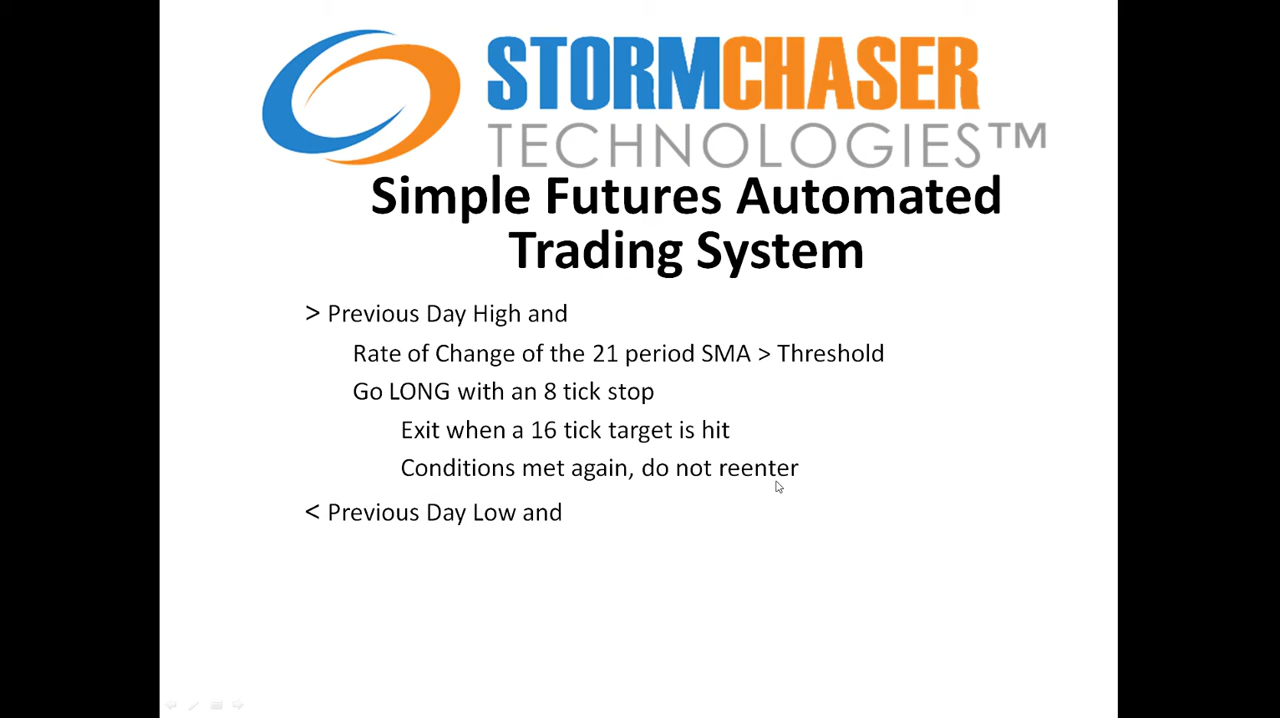 STORMCHASER
TECHNOLOGIES™
Simple Futures Automated
Trading System
> Previous Day High and
Rate of Change of the 21 period SMA > Threshold
Go LONG with an 8 tick stop
Exit when a 16 tick target is hit
Conditions met again, do not reenter
< Previous Day Low and